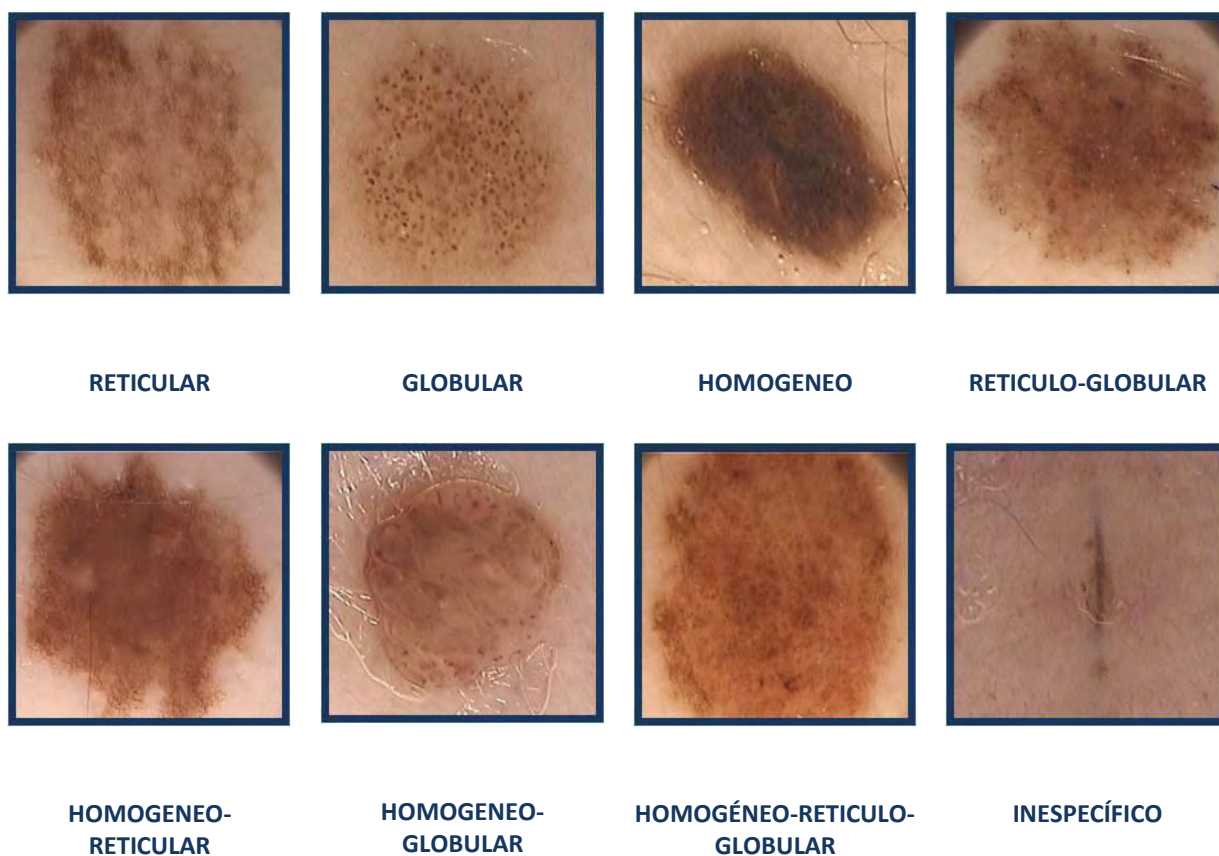 RETICULAR
GLOBULAR
HOMOGENEO
RETICULO-GLOBULAR
HOMOGENEO-
RETICULAR
HOMOGENEO-
GLOBULAR
HOMOGÉNEO-RETICULO-
GLOBULAR
INESPECÍFICO